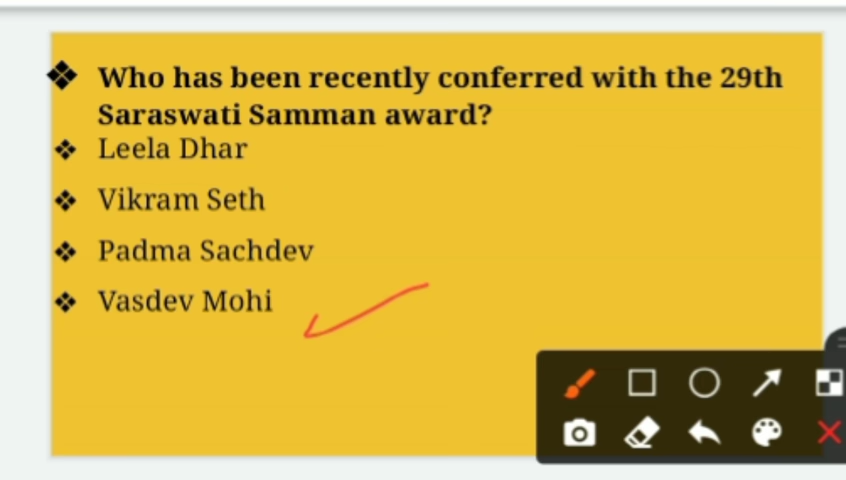 Who has been recently conferred with the 29th
Saraswati Samman award?
Leela Dhar
Vikram Seth
Padma Sachdev
Vasdev Mohi